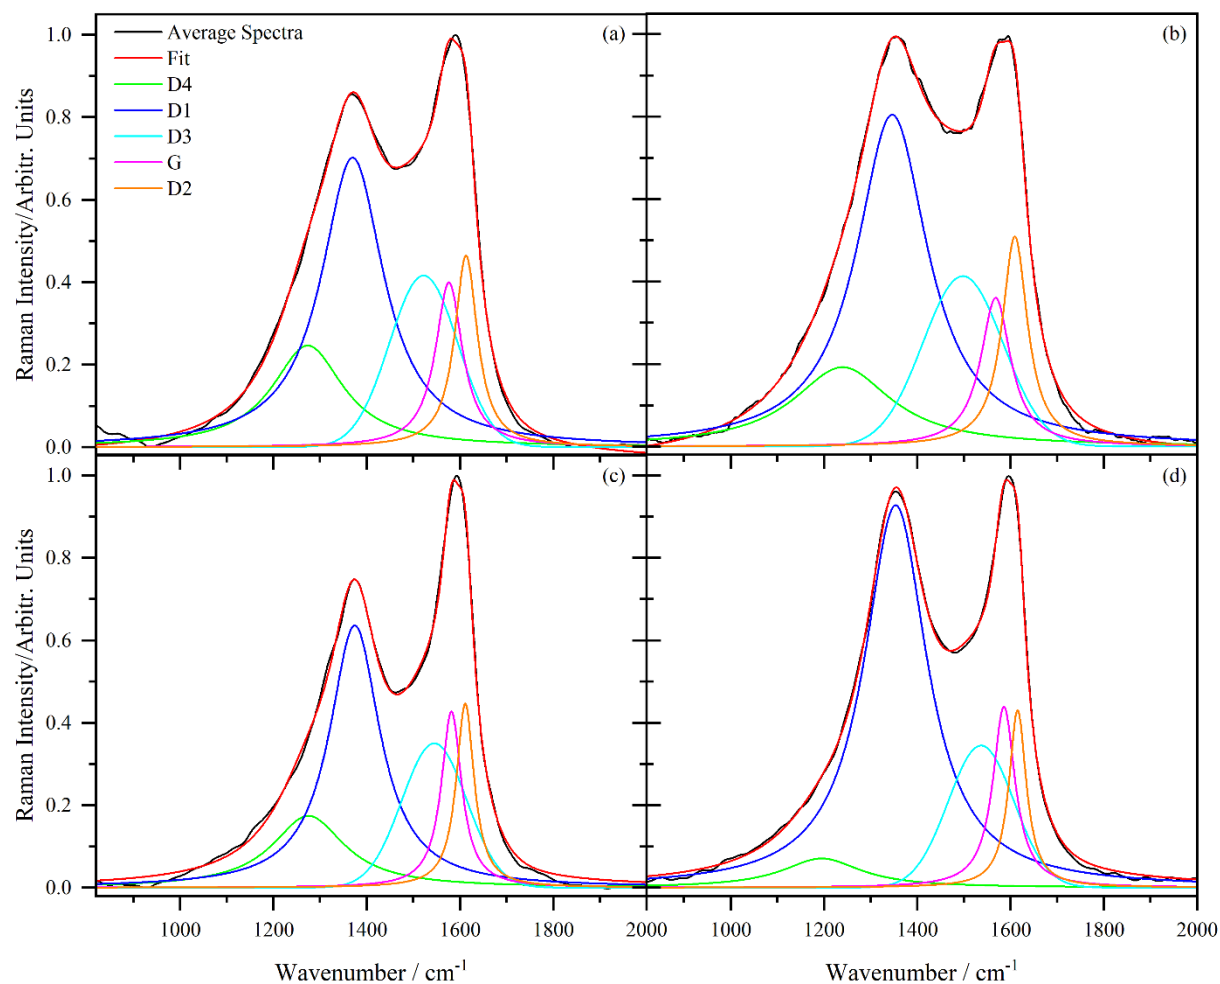 (a)
(b)
Average Spectra
Fit
D4
D1
D3
G
D2
1.0
0.8
0.6
0.4
0.2
0.0
Raman Intensity/Arbitr. Units
(c)
(d)
1.0
0.8
0.6
0.4
0.2
0.0
Raman Intensity/Arbitr. Units
1000 1200 1400 1600 1800 2000
1000 1200 1400 1600 1800 2000
Wavenumber / cm⁻¹
Wavenumber / cm⁻¹